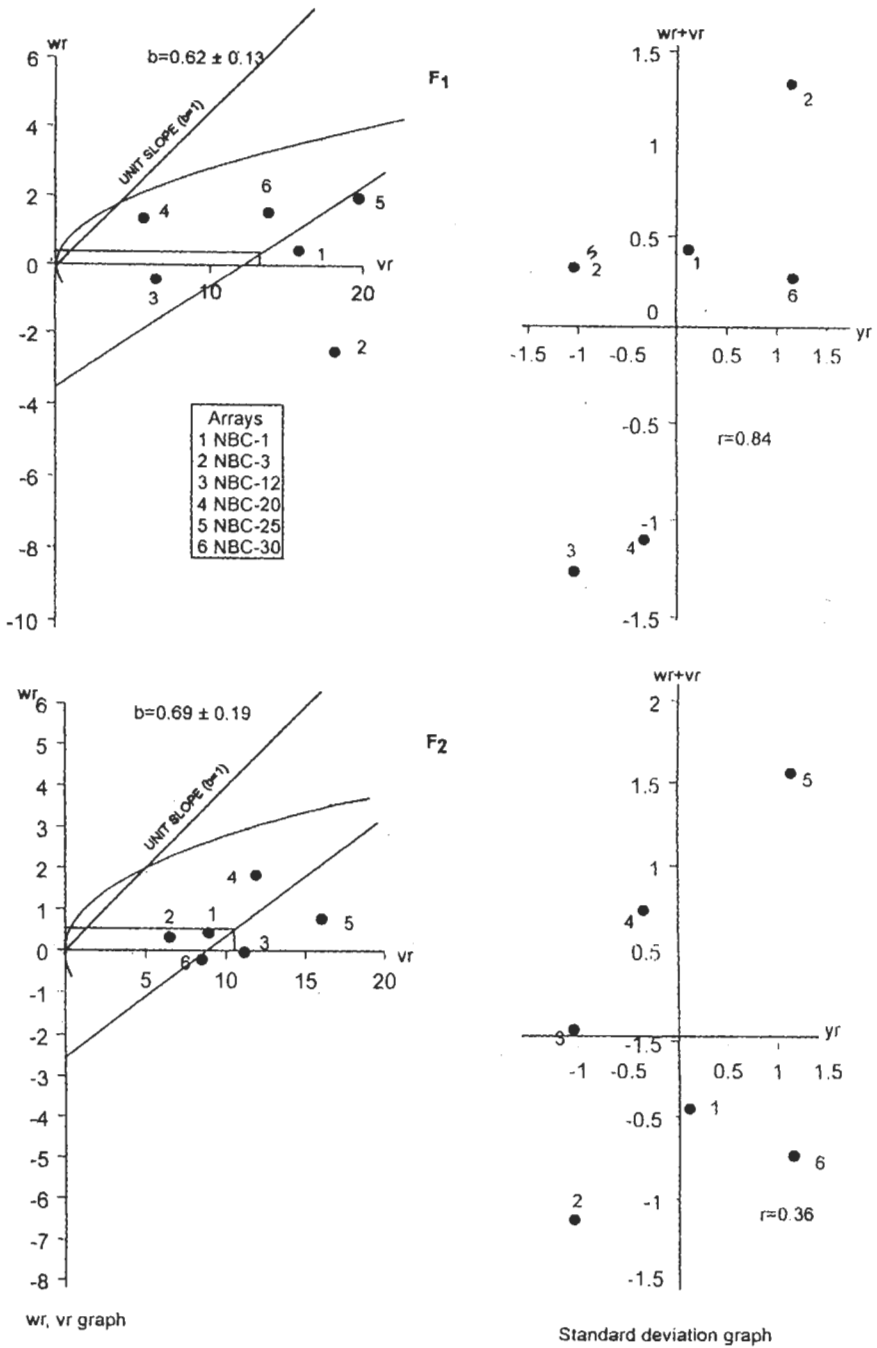 wr
6
b=0.62 ± 0.13
F1
UNIT SLOPE (b=1)
4
2
0
-2
-4
-6
-8
-10
4
6
5
1
3
2
10
20
vr
Arrays
1 NBC-1
2 NBC-3
3 NBC-12
4 NBC-20
5 NBC-25
6 NBC-30
wr+vr
1.5
1
0.5
0
-0.5
-1
-1.5
-1.5 -1 -0.5 0.5 1 1.5
yr
2
5
2
1
6
3
4
r=0.84
wr
6
b=0.69 ± 0.19
F2
UNIT SLOPE (b=1)
5
4
3
2
1
0
-1
-2
-3
-4
-5
-6
-7
-8
4
2
1
5
3
6
5 10 15 20
vr
wr+vr
2
1.5
1
0.5
-1.5
-0.5
-1
-1.5
-1 -0.5 0.5 1 1.5
yr
5
4
3
1
6
2
r=0.36
wr, vr graph
Standard deviation graph